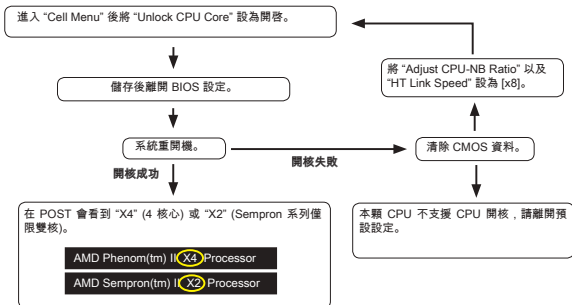 進入 “Cell Menu” 後將 “Unlock CPU Core” 設為開啓。
儲存後離開 BIOS 設定。
將 “Adjust CPU-NB Ratio” 以及
“HT Link Speed” 設為 [x8]。
系統重開機。
開核失敗
清除 CMOS 資料。
開核成功
在 POST 會看到 “X4” (4 核心) 或 “X2” (Sempron 系列僅
限雙核)。
AMD Phenom(tm) II X4 Processor
AMD Sempron(tm) II X2 Processor
本顆 CPU 不支援 CPU 開核，請離開預
設設定。